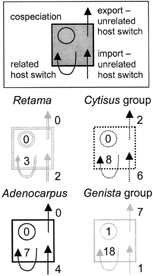 cospeciation
export –
unrelated
host switch
related
host switch
import –
unrelated
host switch
Retama
Cytisus group
0
2
0
0
3
8
2
6
Adenocarpus
Genista group
0
7
0
1
7
18
4
1